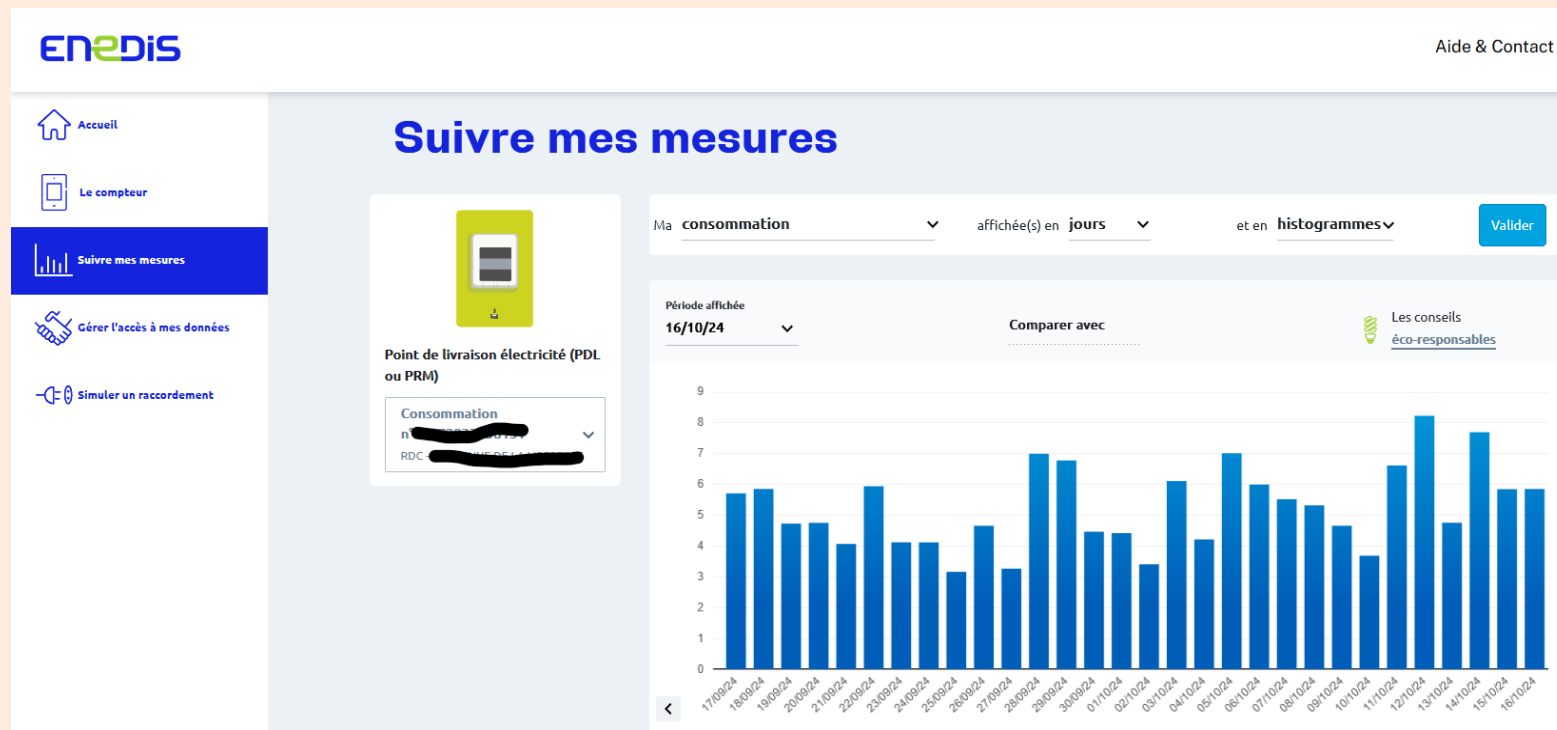 ENEDIS
Aide & Contact
Accueil
Le compteur
Suivre mes mesures
Gérer l'accès à mes données
Simuler un raccordement
Suivre mes mesures
Point de livraison électricité (PDL
ou PRM)
Consommation
n°
RDC -
Ma consommation affichée(s) en jours et en histogrammes Valider
Période affichée
16/10/24
Comparer avec
Les conseils
éco-responsables
9
8
7
6
5
4
3
2
1
0
17/09/24
18/09/24
19/09/24
20/09/24
21/09/24
22/09/24
23/09/24
24/09/24
25/09/24
26/09/24
27/09/24
28/09/24
29/09/24
30/09/24
01/10/24
02/10/24
03/10/24
04/10/24
05/10/24
06/10/24
07/10/24
08/10/24
09/10/24
10/10/24
11/10/24
12/10/24
13/10/24
14/10/24
15/10/24
16/10/24